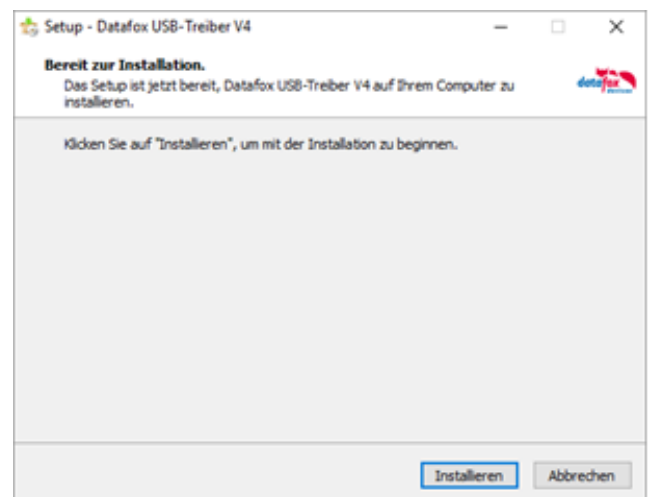 Setup - Datafox USB-Treiber V4
Bereit zur Installation.
Das Setup ist jetzt bereit, Datafox USB-Treiber V4 auf Ihrem Computer zu
installieren.
datafox
Klicken Sie auf "Installieren", um mit der Installation zu beginnen.
Installieren
Abbrechen